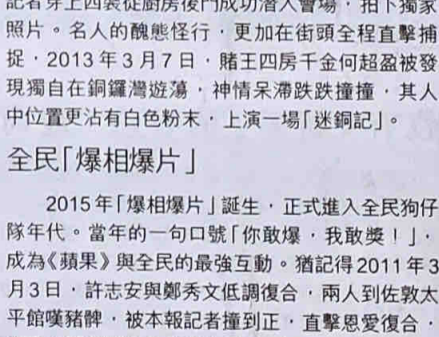 記者穿上西裝從廚房後門成功潛入會場，拍下獨家
照片。名人的醜態怪行，更加在街頭全程直擊捕
捉，2013年3月7日，賭王四房千金何超盈被發
現獨自在銅鑼灣遊蕩，神情呆滯跌跌撞撞，其人
中位置更沾有白色粉末，上演一場「迷銅記」。
全民「爆相爆片」
2015年「爆相爆片」誕生，正式進入全民狗仔
隊年代。當年的一句口號「你敢爆，我敢獎！」，
成為《蘋果》與全民的最強互動。猶記得2011年3
月3日，許志安與鄭秀文低調復合，兩人到佐敦太
平館嘆豬髀，被本報記者撞到正，直擊恩愛復合，